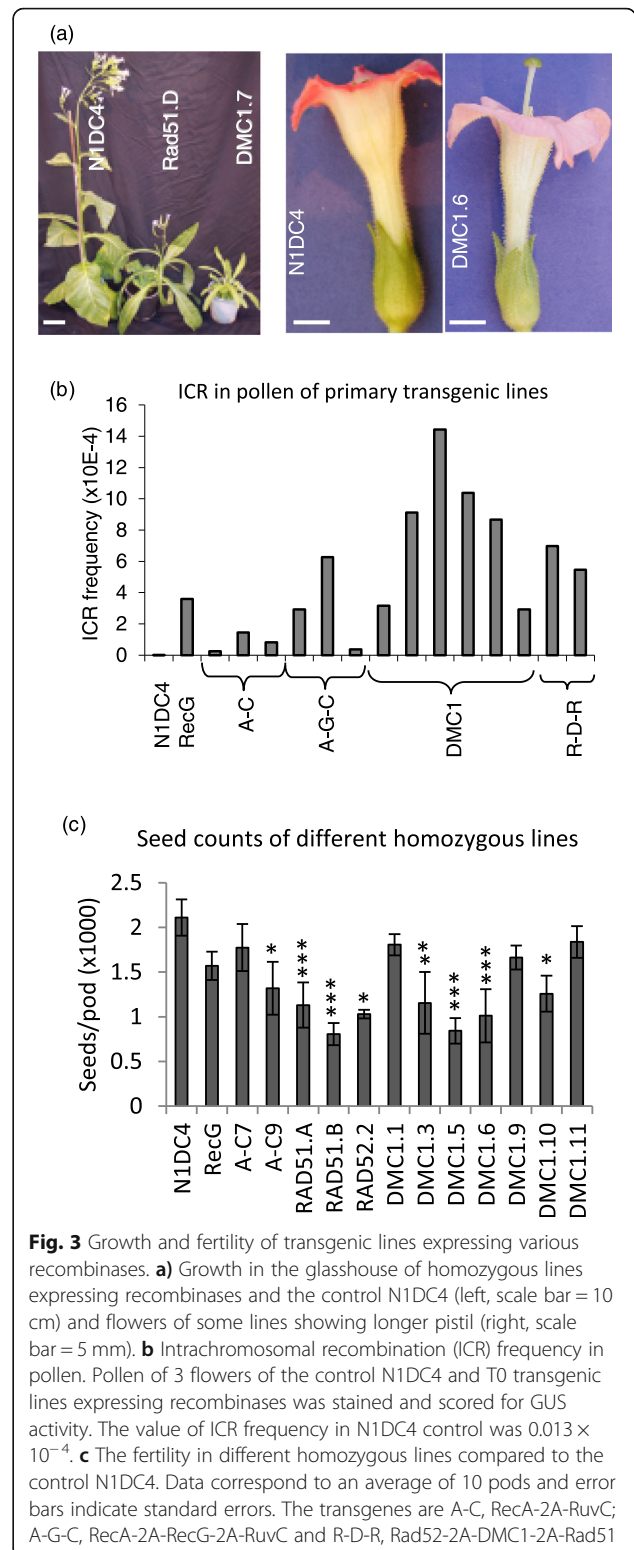 (a)
N1DC4
Rad51.D
DMC1.7
N1DC4
DMC1.6
(b)
ICR in pollen of primary transgenic lines
ICR frequency (x10E-4)
16
14
12
10
8
6
4
2
0
N1DC4
RecG
A-C
A-G-C
DMC1
R-D-R
(c)
Seed counts of different homozygous lines
Seeds/pod (x1000)
2.5
2
1.5
1
0.5
0
*
***
***
*
**
***
***
*
N1DC4
RecG
A-C7
A-C9
RAD51.A
RAD51.B
RAD52.2
DMC1.1
DMC1.3
DMC1.5
DMC1.6
DMC1.9
DMC1.10
DMC1.11
Fig. 3 Growth and fertility of transgenic lines expressing various
recombinases. a) Growth in the glasshouse of homozygous lines
expressing recombinases and the control N1DC4 (left, scale bar = 10
cm) and flowers of some lines showing longer pistil (right, scale
bar = 5 mm). b Intrachromosomal recombination (ICR) frequency in
pollen. Pollen of 3 flowers of the control N1DC4 and T0 transgenic
lines expressing recombinases was stained and scored for GUS
activity. The value of ICR frequency in N1DC4 control was 0.013 ×
10⁻⁴. c The fertility in different homozygous lines compared to the
control N1DC4. Data correspond to an average of 10 pods and error
bars indicate standard errors. The transgenes are A-C, RecA-2A-RuvC;
A-G-C, RecA-2A-RecG-2A-RuvC and R-D-R, Rad52-2A-DMC1-2A-Rad51